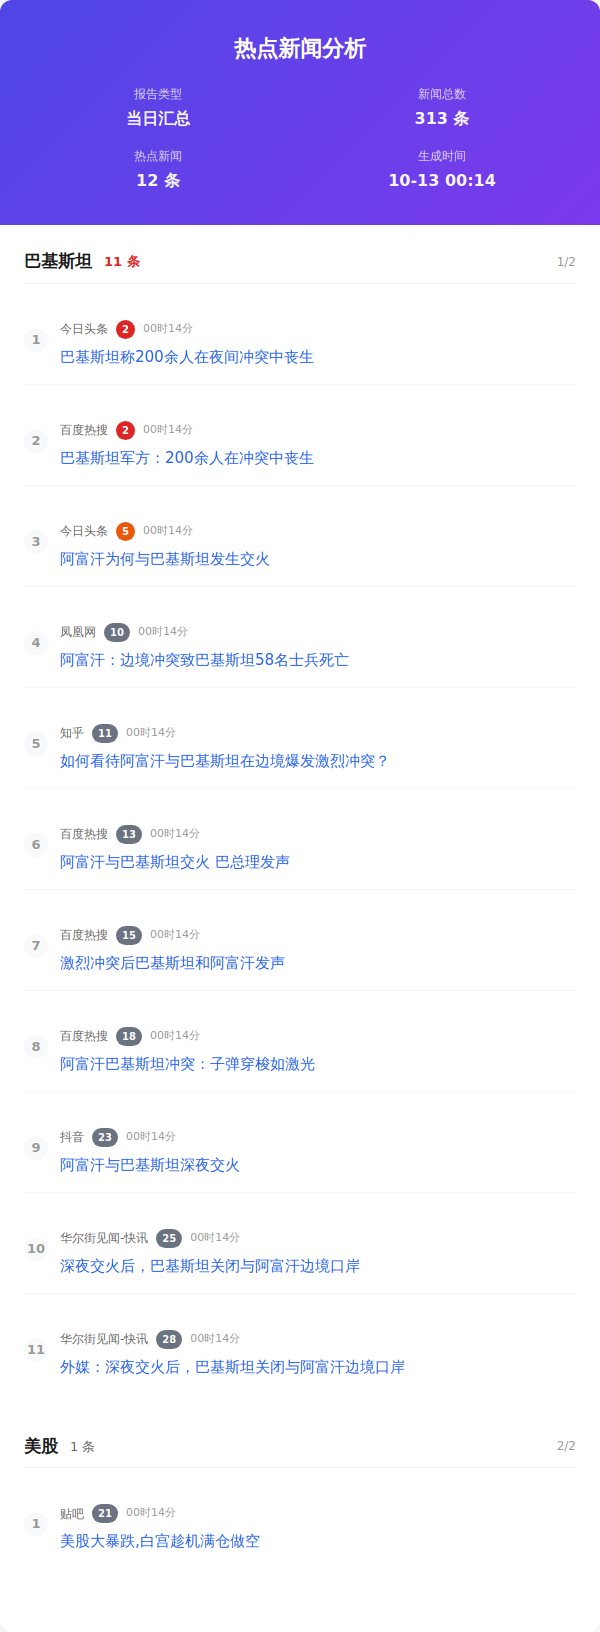 热点新闻分析
报告类型 新闻总数
当日汇总 313 条
热点新闻 生成时间
12 条 10-13 00:14
巴基斯坦 11 条 1/2
1 今日头条 2 00时14分
巴基斯坦称200余人在夜间冲突中丧生
2 百度热搜 2 00时14分
巴基斯坦军方：200余人在冲突中丧生
3 今日头条 5 00时14分
阿富汗为何与巴基斯坦发生交火
4 凤凰网 10 00时14分
阿富汗：边境冲突致巴基斯坦58名士兵死亡
5 知乎 11 00时14分
如何看待阿富汗与巴基斯坦在边境爆发激烈冲突？
6 百度热搜 13 00时14分
阿富汗与巴基斯坦交火 巴总理发声
7 百度热搜 15 00时14分
激烈冲突后巴基斯坦和阿富汗发声
8 百度热搜 18 00时14分
阿富汗巴基斯坦冲突：子弹穿梭如激光
9 抖音 23 00时14分
阿富汗与巴基斯坦深夜交火
10 华尔街见闻-快讯 25 00时14分
深夜交火后，巴基斯坦关闭与阿富汗边境口岸
11 华尔街见闻-快讯 28 00时14分
外媒：深夜交火后，巴基斯坦关闭与阿富汗边境口岸
美股 1 条 2/2
1 贴吧 21 00时14分
美股大暴跌,白宫趁机满仓做空